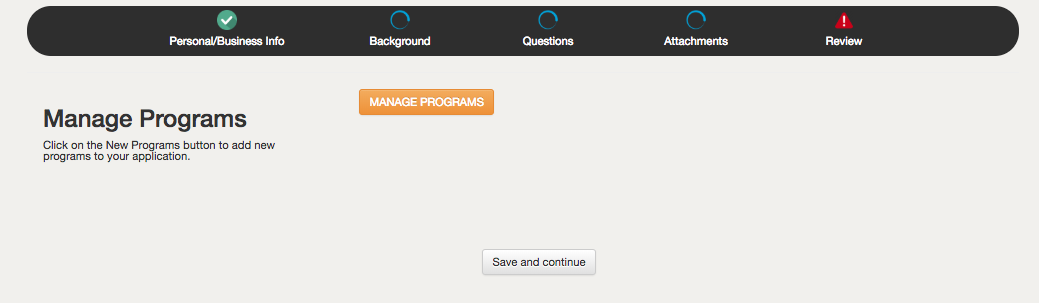 Personal/Business Info
Background
Questions
Attachments
Review
MANAGE PROGRAMS
Manage Programs
Click on the New Programs button to add new
programs to your application.
Save and continue